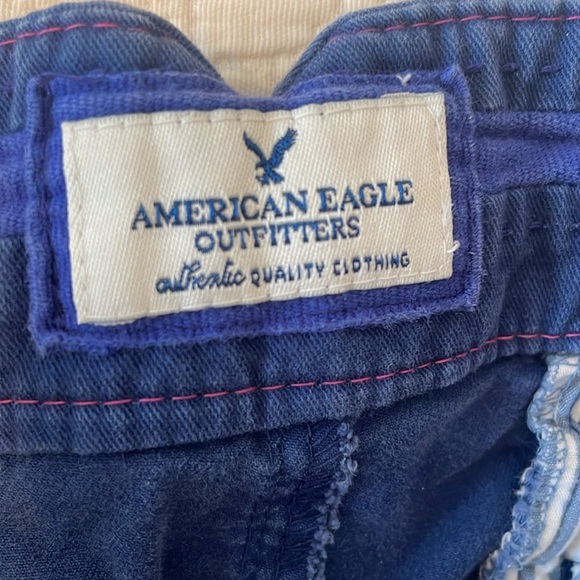 AMERICAN EAGLE
OUTFITTERS
authentic QUALITY CLOTHING